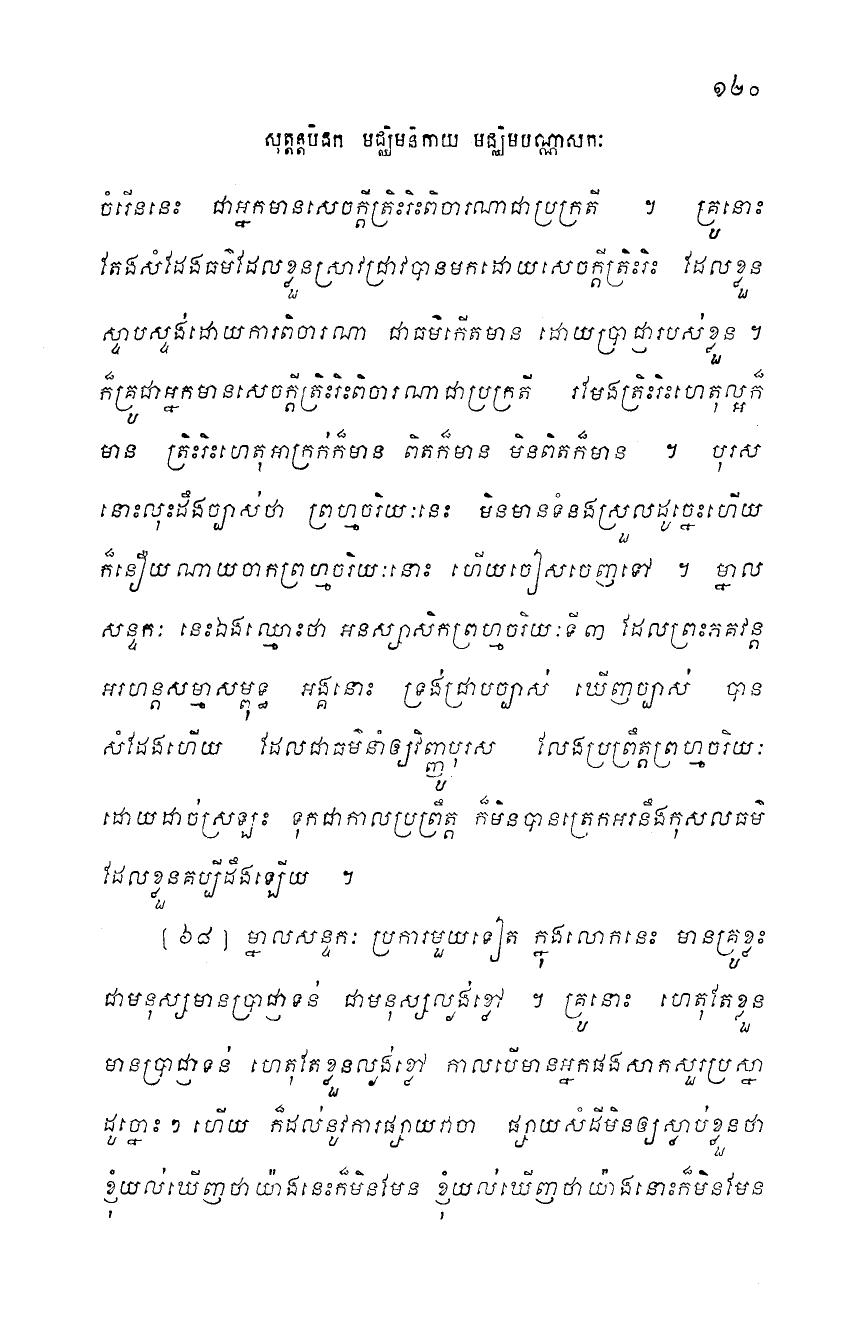 ១២០
សុត្តន្តបិដក មជ្ឈិមនិកាយ មជ្ឈិមបណ្ណាសកៈ
ចំរើននេះ ជាអ្នកមានសេចក្តីត្រិះរិះពិចារណាជាប្រក្រតី ។ គ្រូនោះ
តែងសំដែងធម៌ដែលខ្លួនស្រាវជ្រាវបានមកដោយសេចក្តីត្រិះរិះ ដែលខ្លួន
ស្ទាបស្ទង់ដោយការពិចារណា ជាធម៌កើតមាន ដោយប្រាជ្ញារបស់ខ្លួន ។
ក៏គ្រូជាអ្នកមានសេចក្តីត្រិះរិះពិចារណាជាប្រក្រតី រមែងត្រិះរិះហេតុល្អក៏
មាន ត្រិះរិះហេតុអាក្រក់ក៏មាន ពិតក៏មាន មិនពិតក៏មាន ។ បុរស
នោះលុះដឹងច្បាស់ថា ព្រហ្មចរិយៈនេះ មិនមានទំនងស្រួលដូច្នេះហើយ
ក៏នឿយណាយចាកព្រហ្មចរិយៈនោះ ហើយចៀសចេញទៅ ។ ម្នាល
សន្ទកៈ នេះឯងឈ្មោះថា អនស្សាសិកព្រហ្មចរិយៈទី៣ ដែលព្រះភគវន្ត
អរហន្តសម្មាសម្ពុទ្ធ អង្គនោះ ទ្រង់ជ្រាបច្បាស់ ឃើញច្បាស់ បាន
សំដែងហើយ ដែលជាធម៌នាំឲ្យវិញ្ញូបុរស លែងប្រព្រឹត្តព្រហ្មចរិយៈ
ដោយដាច់ស្រឡះ ទុកជាកាលប្រព្រឹត្ត ក៏មិនបានត្រេកអរនឹងកុសលធម៌
ដែលខ្លួនគប្បីដឹងឡើយ ។
[ ៦៨ ] ម្នាលសន្ទកៈ ប្រការមួយទៀត ក្នុងលោកនេះ មានគ្រូខ្លះ
ជាមនុស្សមានប្រាជ្ញាទន់ ជាមនុស្សល្ងង់ខ្លៅ ។ គ្រូនោះ ហេតុតែខ្លួន
មានប្រាជ្ញាទន់ ហេតុតែខ្លួនល្ងង់ខ្លៅ កាលបើមានអ្នកផងសាកសួរប្រស្នា
ដូច្នោះ ៗ ហើយ ក៏ដល់នូវការផ្សាយវាចា ផ្សាយសំដីមិនឲ្យស្លាប់ខ្លួនថា
ខ្ញុំយល់ឃើញថាយ៉ាងនេះក៏មិនមែន ខ្ញុំយល់ឃើញថាយ៉ាងនោះក៏មិនមែន